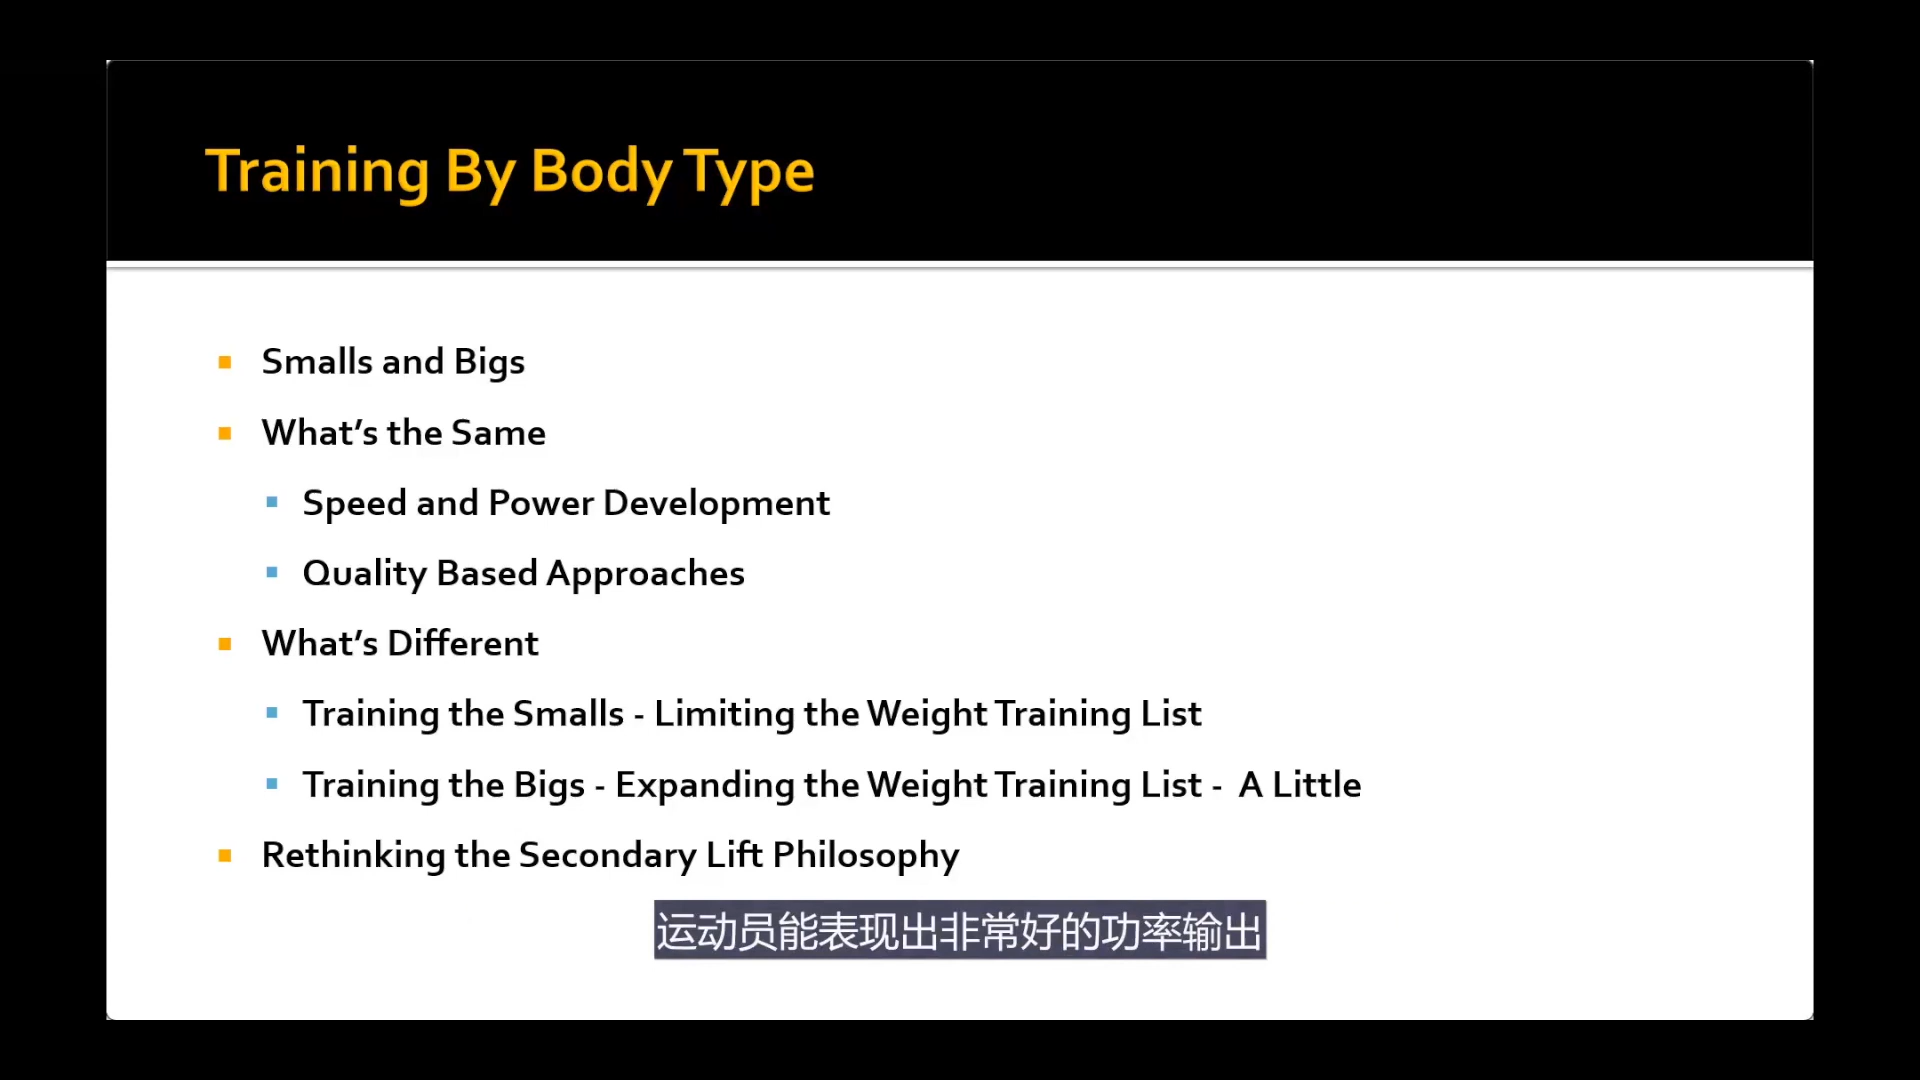 Training By Body Type
Smalls and Bigs
What's the Same
Speed and Power Development
Quality Based Approaches
What's Different
Training the Smalls - Limiting the Weight Training List
Training the Bigs - Expanding the Weight Training List -  A Little
Rethinking the Secondary Lift Philosophy
运动员能表现出非常好的功率输出